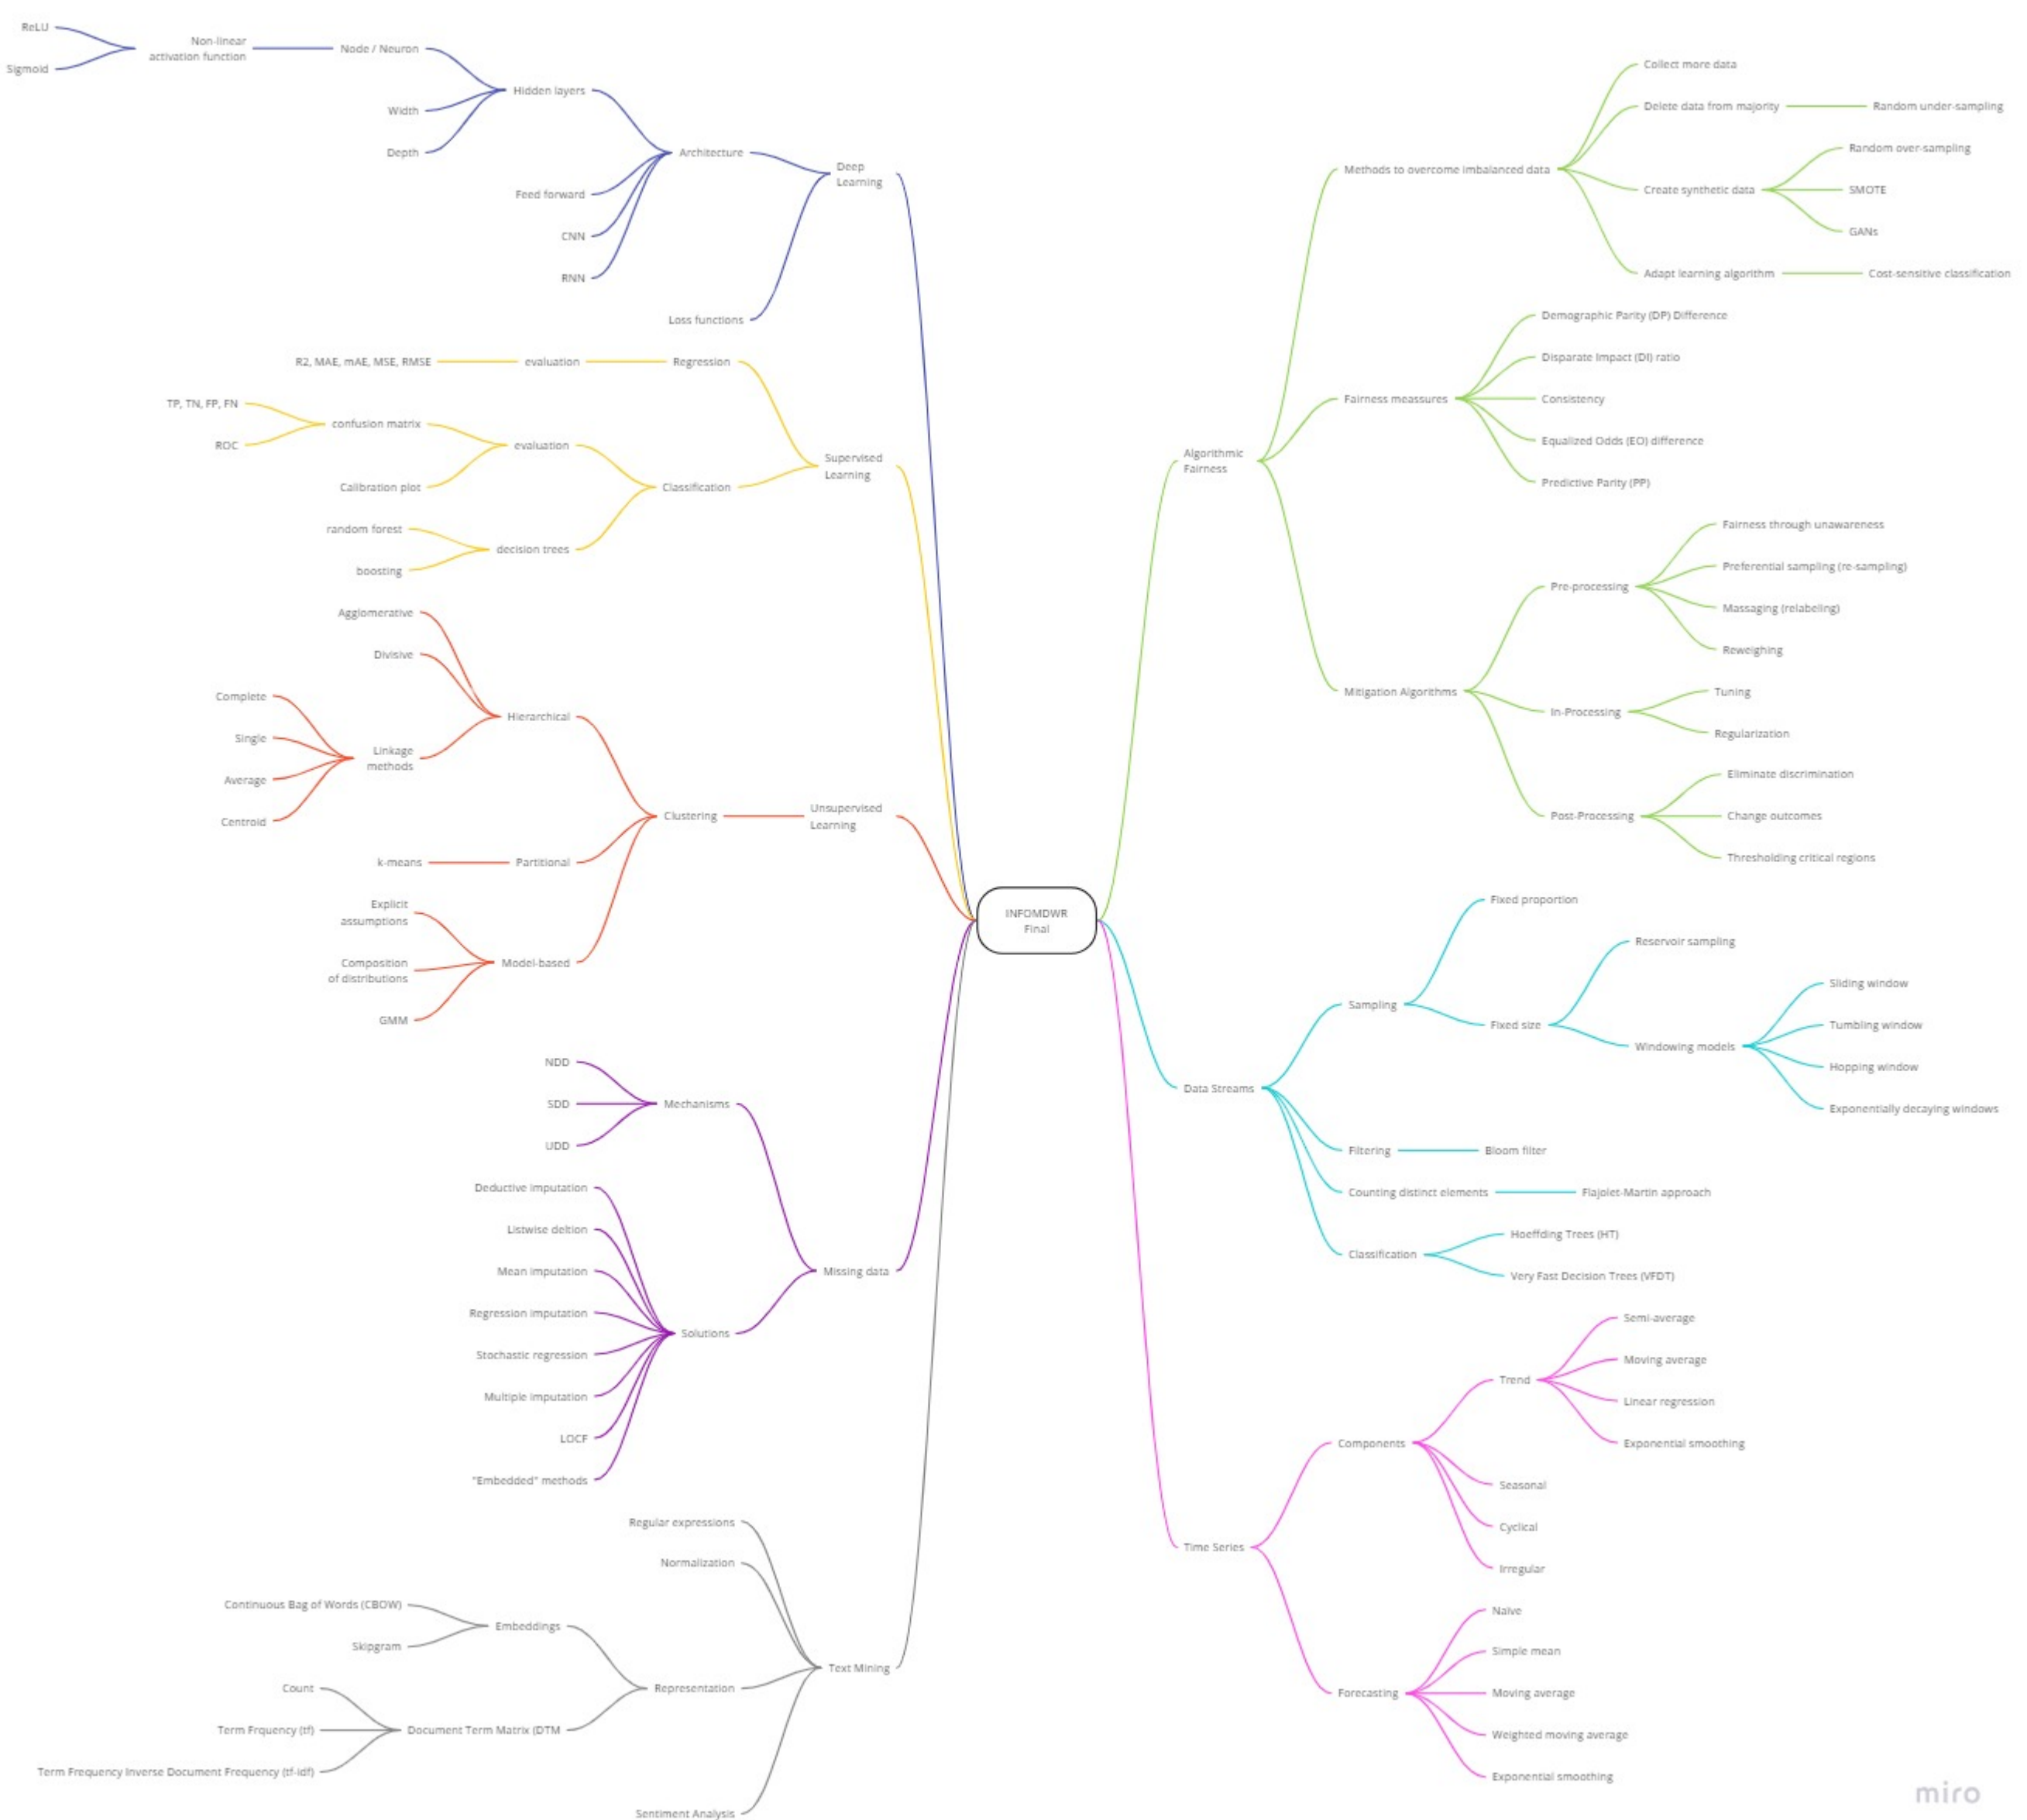 INFOMDWR
Final
Deep
Learning
Architecture
Hidden layers
Node / Neuron
Non-linear
activation function
ReLU
Sigmoid
Width
Depth
Feed forward
CNN
RNN
Loss functions
Supervised
Learning
Regression
evaluation
R2, MAE, mAE, MSE, RMSE
Classification
evaluation
confusion matrix
TP, TN, FP, FN
ROC
Calibration plot
decision trees
random forest
boosting
Unsupervised
Learning
Clustering
Hierarchical
Agglomerative
Divisive
Linkage
methods
Complete
Single
Average
Centroid
Partitional
k-means
Model-based
Explicit
assumptions
Composition
of distributions
GMM
Missing data
Mechanisms
NDD
SDD
UDD
Solutions
Deductive imputation
Listwise deltion
Mean imputation
Regression imputation
Stochastic regression
Multiple imputation
LOCF
"Embedded" methods
Text Mining
Regular expressions
Normalization
Representation
Embeddings
Continuous Bag of Words (CBOW)
Skipgram
Document Term Matrix (DTM
Count
Term Frquency (tf)
Term Frequency Inverse Document Frequency (tf-idf)
Sentiment Analysis
Algorithmic
Fairness
Methods to overcome imbalanced data
Collect more data
Delete data from majority
Random under-sampling
Create synthetic data
Random over-sampling
SMOTE
GANs
Adapt learning algorithm
Cost-sensitive classification
Fairness meassures
Demographic Parity (DP) Difference
Disparate Impact (DI) ratio
Consistency
Equalized Odds (EO) difference
Predictive Parity (PP)
Mitigation Algorithms
Pre-processing
Fairness through unawareness
Preferential sampling (re-sampling)
Massaging (relabeling)
Reweighing
In-Processing
Tuning
Regularization
Post-Processing
Eliminate discrimination
Change outcomes
Thresholding critical regions
Data Streams
Sampling
Fixed proportion
Fixed size
Reservoir sampling
Windowing models
Sliding window
Tumbling window
Hopping window
Exponentially decaying windows
Filtering
Bloom filter
Counting distinct elements
Flajolet-Martin approach
Classification
Hoeffding Trees (HT)
Very Fast Decision Trees (VFDT)
Time Series
Components
Trend
Semi-average
Moving average
Linear regression
Exponential smoothing
Seasonal
Cyclical
Irregular
Forecasting
Naïve
Simple mean
Moving average
Weighted moving average
Exponential smoothing
miro